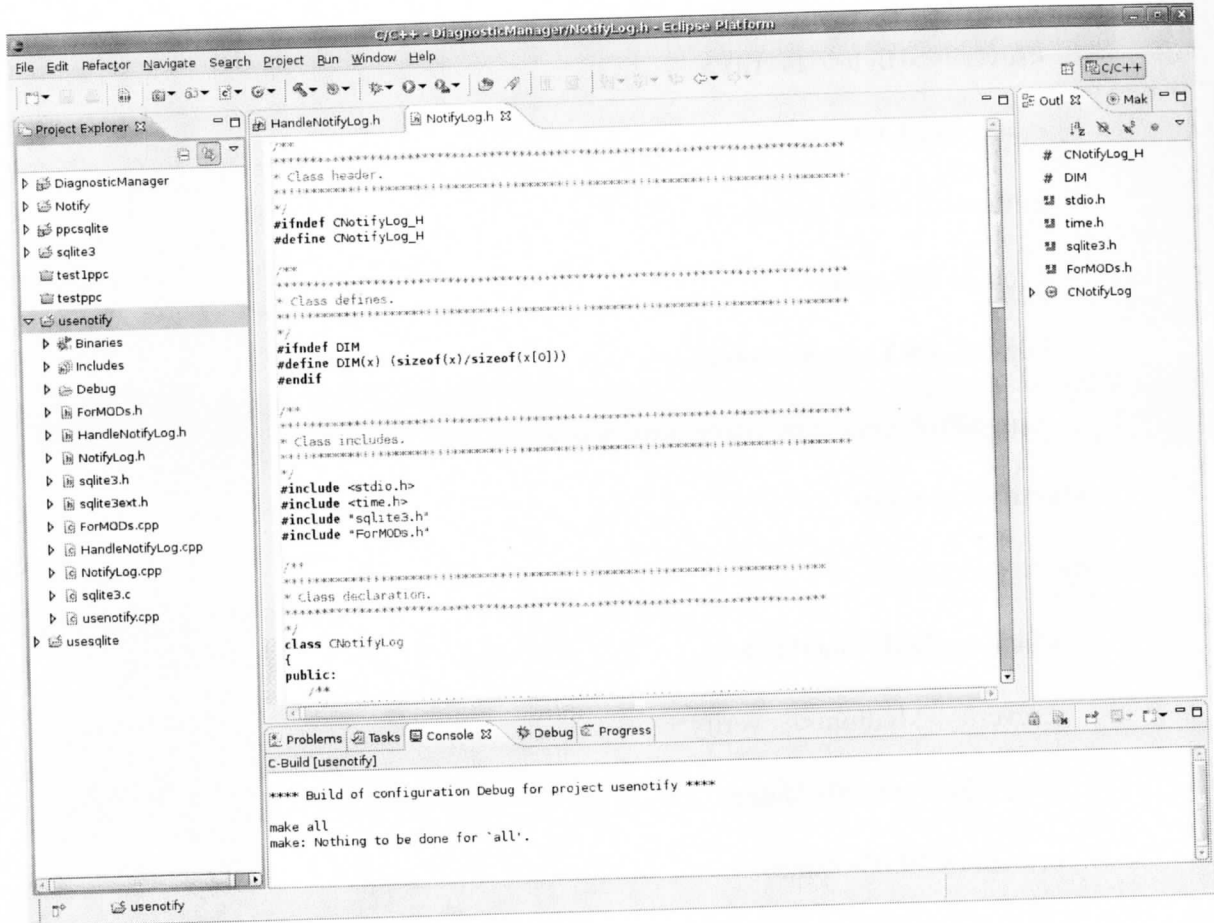 C/C++ - DiagnosticManager/NotifyLog.h - Eclipse Platform
File Edit Refactor Navigate Search Project Run Window Help
C/C++
Project Explorer
DiagnosticManager
Notify
ppcsqlite
sqlite3
test1ppc
testppc
usenotify
Binaries
Includes
Debug
ForMODs.h
HandleNotifyLog.h
NotifyLog.h
sqlite3.h
sqlite3ext.h
ForMODs.cpp
HandleNotifyLog.cpp
NotifyLog.cpp
sqlite3.c
usenotify.cpp
usesqlite
HandleNotifyLog.h NotifyLog.h
/**
* Class header.
*/
#ifndef CNotifyLog_H
#define CNotifyLog_H
/**
* Class defines.
*/
#ifndef DIM
#define DIM(x) (sizeof(x)/sizeof(x[0]))
#endif
/**
* Class includes.
*/
#include <stdio.h>
#include <time.h>
#include "sqlite3.h"
#include "ForMODs.h"
/**
* Class declaration.
*/
class CNotifyLog
{
public:
/**
Outl Mak
# CNotifyLog_H
# DIM
stdio.h
time.h
sqlite3.h
ForMODs.h
CNotifyLog
Problems Tasks Console Debug Progress
C-Build [usenotify]
**** Build of configuration Debug for project usenotify ****
make all
make: Nothing to be done for `all'.
usenotify